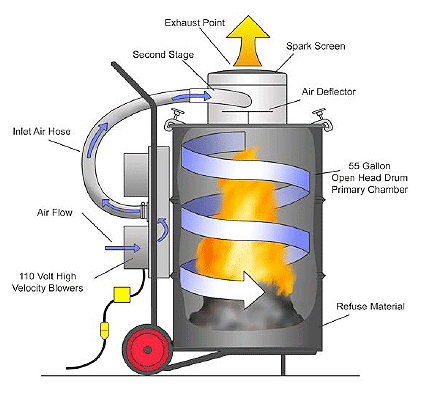 Exhaust Point
Spark Screen
Second Stage
Air Deflector
Inlet Air Hose
55 Gallon
Open Head Drum
Primary Chamber
Air Flow
110 Volt High
Velocity Blowers
Refuse Material